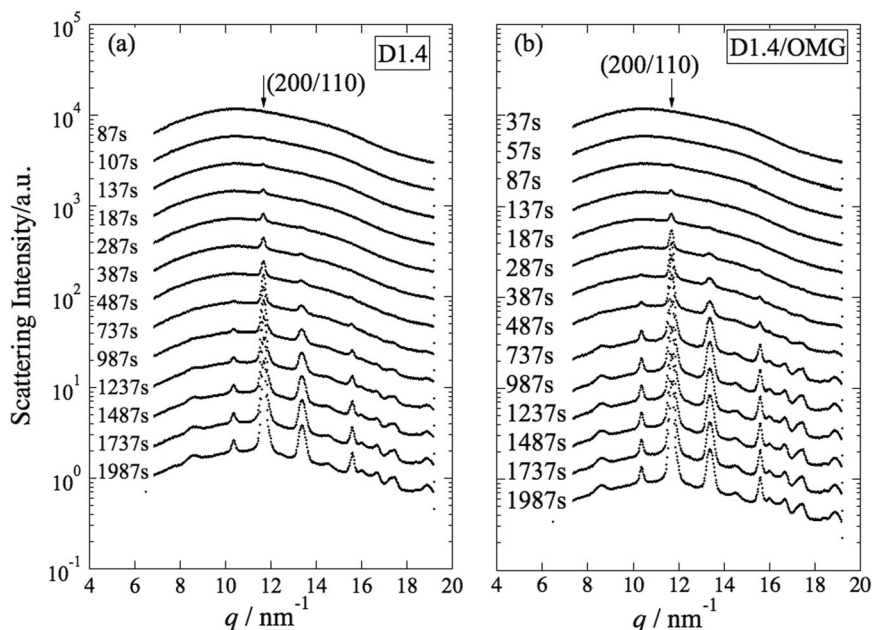 (a)
D1.4
(200/110)
87s
107s
137s
187s
287s
387s
487s
737s
987s
1237s
1487s
1737s
1987s
10^5
10^4
10^3
10^2
10^1
10^0
10^-1
Scattering Intensity/a.u.
4 6 8 10 12 14 16 18 20
q / nm^-1
(b)
D1.4/OMG
(200/110)
37s
57s
87s
137s
187s
287s
387s
487s
737s
987s
1237s
1487s
1737s
1987s
4 6 8 10 12 14 16 18 20
q / nm^-1